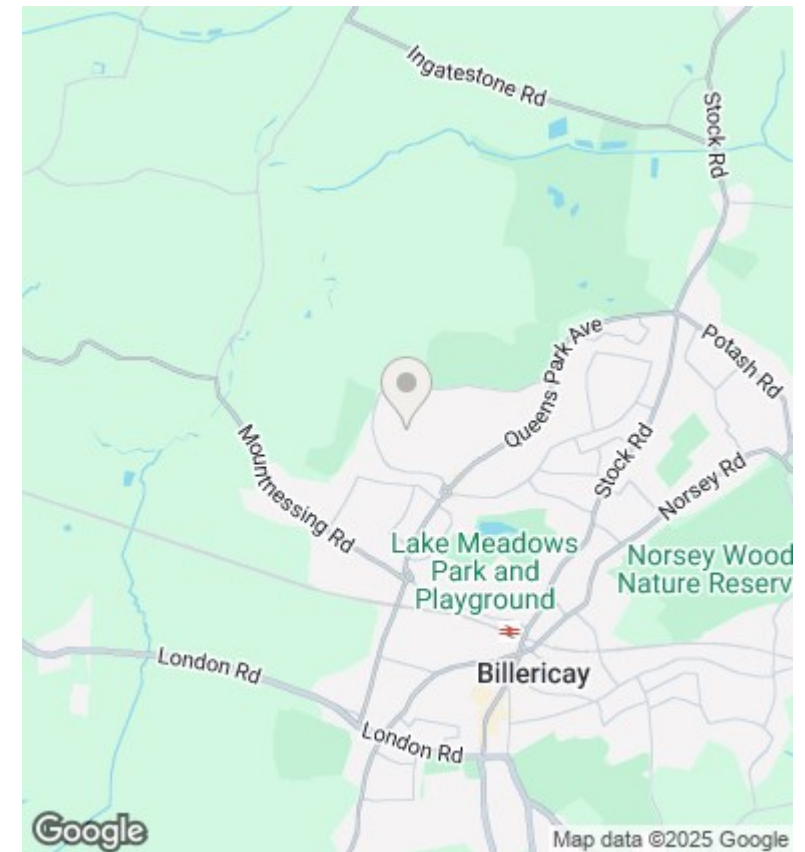 Ingatestone Rd
Stock Rd
Queens Park Ave
Potash Rd
Stock Rd
Norsey Rd
Mountnessing Rd
Lake Meadows
Park and
Playground
Norsey Wood
Nature Reserv
London Rd
Billericay
London Rd
Google
Map data ©2025 Google